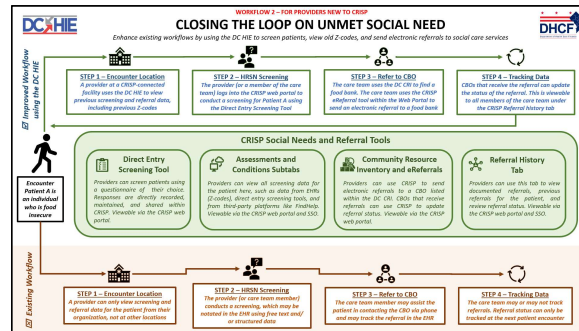 DC HIE
WORKFLOW 2 – FOR PROVIDERS NEW TO CRISP
CLOSING THE LOOP ON UNMET SOCIAL NEED
Enhance existing workflows by using the DC HIE to screen patients, view old Z-codes, and send electronic referrals to social care services
DHCF
Improved Workflow
using the DC HIE
STEP 1 – Encounter Location
A provider at a CRISP-connected
facility uses the DC HIE to view
previous screening and referral data,
including previous Z-codes
STEP 2 – HRSN Screening
The provider (or a member of the care
team) logs into the CRISP web portal to
conduct a screening for Patient A using
the Direct Entry Screening Tool
STEP 3 – Refer to CBO
The care team uses the DC CRI to find a
food bank. The care team uses the CRISP
eReferral tool within the Web Portal to
send an electronic referral to a food bank
STEP 4 – Tracking Data
CBOs that receive the referral can update
the status of the referral. This is viewable
to all members of the care team under
the CRISP Referral history tab
Encounter
Patient A is
an individual
who is food
insecure
CRISP Social Needs and Referral Tools
Direct Entry
Screening Tool
Providers can screen patients
using a questionnaire of
their choice.
Responses are directly recorded,
maintained, and shared within
CRISP. Viewable via the CRISP web
portal.
Assessments and
Conditions Subtabs
Providers can view all screening data for
the patient here, such as data from EHRs
(Z-codes), direct entry screening tools, and
from third-party platforms like FindHelp.
Viewable via the CRISP web portal and SSO.
Community Resource
Inventory and eReferrals
Providers can use CRISP to send
electronic referrals to a CBO listed
within the DC CRI. CBOs that receive
referrals can use CRISP to update
referral status. Viewable via the CRISP
web portal.
Referral History
Tab
Providers can use this tab to view
documented referrals, previous
referrals for the patient, and
review referral status. Viewable
via the CRISP web portal and SSO.
Existing Workflow
STEP 1 – Encounter Location
A provider can only view screening and
referral data for the patient from their
organization, not at other locations
STEP 2 – HRSN Screening
The provider (or care team member)
conducts a screening, which may be
notated in the EHR using free text and/
or structured data
STEP 3 – Refer to CBO
The care team member may assist the
patient in contacting the CBO via phone
and may track the referral in the EHR
STEP 4 – Tracking Data
The care team may or may not track
referrals. Referral status can only be
tracked at the next patient encounter